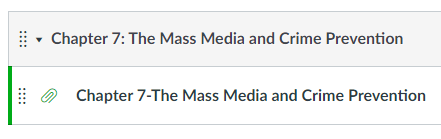 Chapter 7: The Mass Media and Crime Prevention
Chapter 7-The Mass Media and Crime Prevention